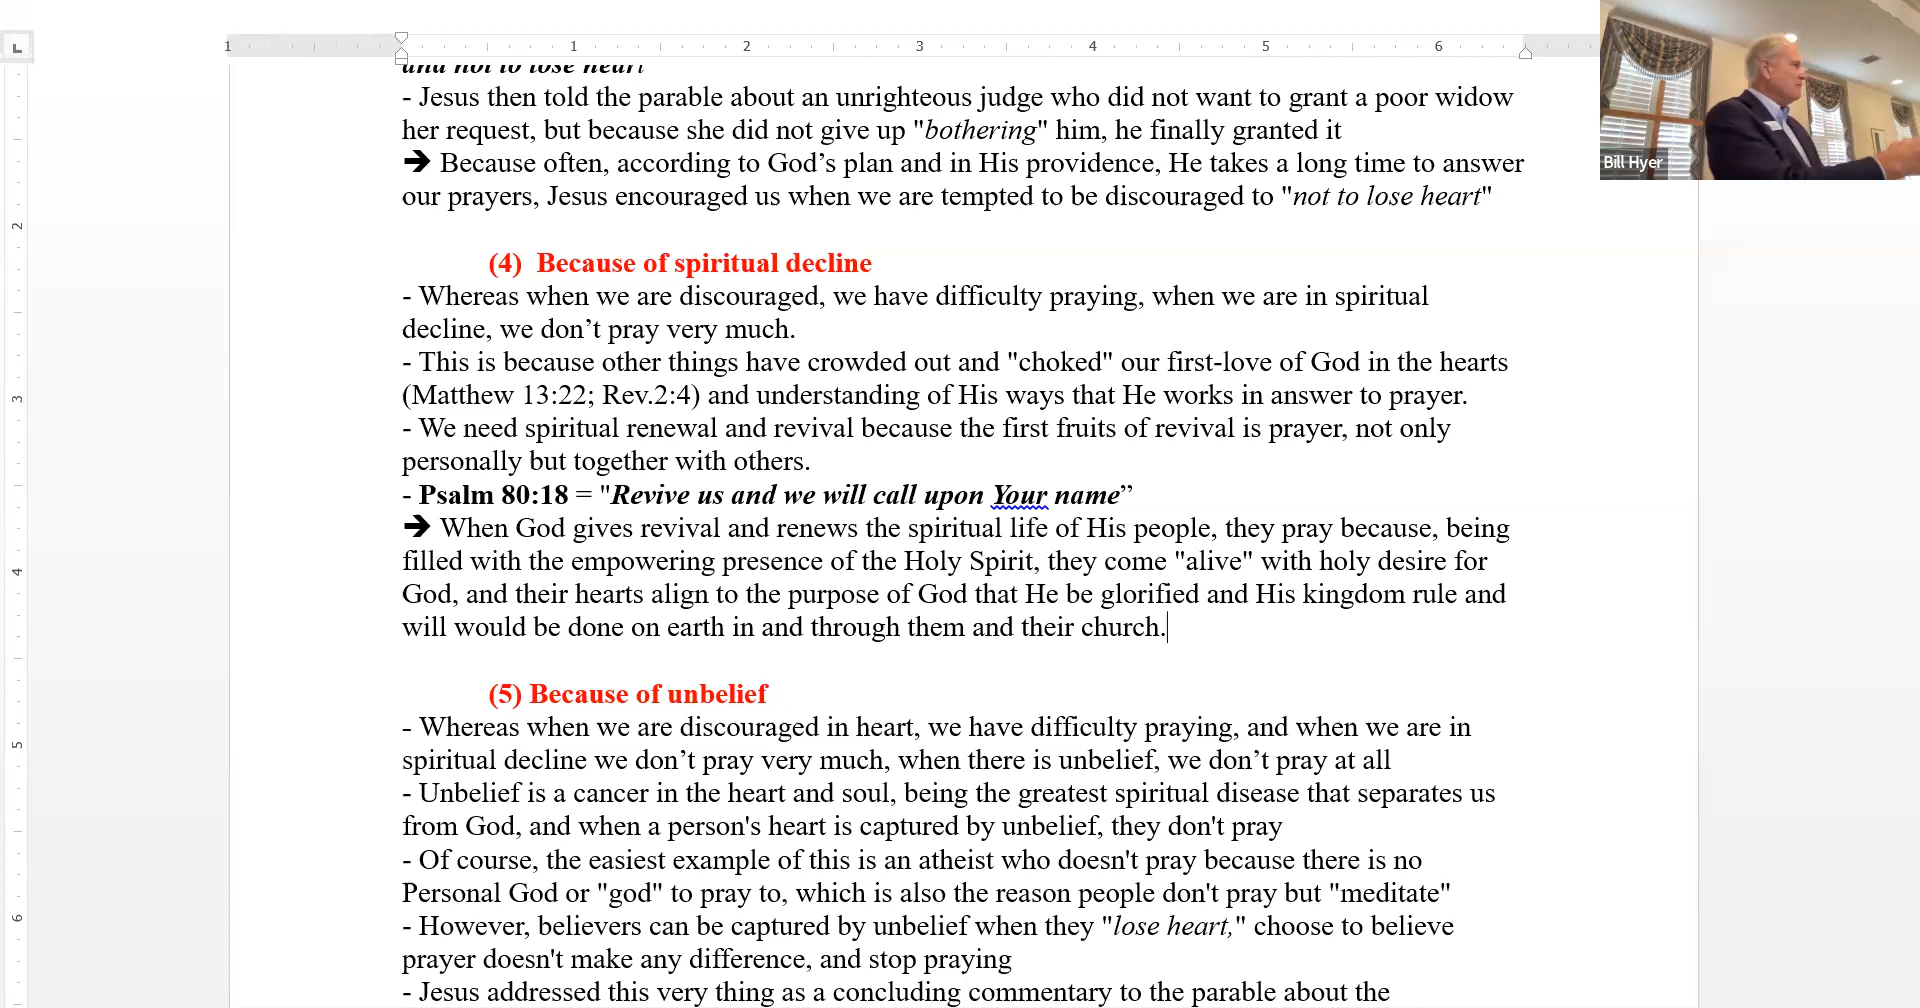 1 1 2 3 4 5 6
and not to lose heart
- Jesus then told the parable about an unrighteous judge who did not want to grant a poor widow
her request, but because she did not give up "bothering" him, he finally granted it
➔ Because often, according to God’s plan and in His providence, He takes a long time to answer
our prayers, Jesus encouraged us when we are tempted to be discouraged to "not to lose heart"
Bill Hyer
(4) Because of spiritual decline
- Whereas when we are discouraged, we have difficulty praying, when we are in spiritual
decline, we don’t pray very much.
- This is because other things have crowded out and "choked" our first-love of God in the hearts
(Matthew 13:22; Rev.2:4) and understanding of His ways that He works in answer to prayer.
- We need spiritual renewal and revival because the first fruits of revival is prayer, not only
personally but together with others.
- Psalm 80:18 = "Revive us and we will call upon Your name”
➔ When God gives revival and renews the spiritual life of His people, they pray because, being
filled with the empowering presence of the Holy Spirit, they come "alive" with holy desire for
God, and their hearts align to the purpose of God that He be glorified and His kingdom rule and
will would be done on earth in and through them and their church.
(5) Because of unbelief
- Whereas when we are discouraged in heart, we have difficulty praying, and when we are in
spiritual decline we don’t pray very much, when there is unbelief, we don’t pray at all
- Unbelief is a cancer in the heart and soul, being the greatest spiritual disease that separates us
from God, and when a person's heart is captured by unbelief, they don't pray
- Of course, the easiest example of this is an atheist who doesn't pray because there is no
Personal God or "god" to pray to, which is also the reason people don't pray but "meditate"
- However, believers can be captured by unbelief when they "lose heart," choose to believe
prayer doesn't make any difference, and stop praying
- Jesus addressed this very thing as a concluding commentary to the parable about the
2
3
4
5
6